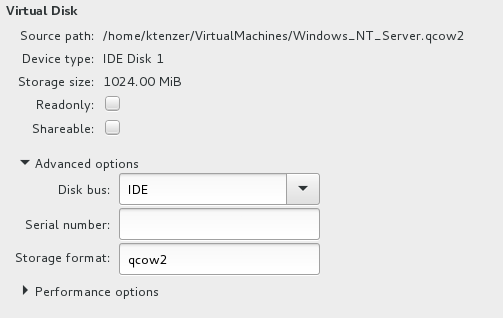 Virtual Disk
Source path: /home/ktenzer/VirtualMachines/Windows_NT_Server.qcow2
Device type: IDE Disk 1
Storage size: 1024.00 MiB
Readonly:
Shareable:
Advanced options
Disk bus: IDE
Serial number:
Storage format: qcow2
Performance options